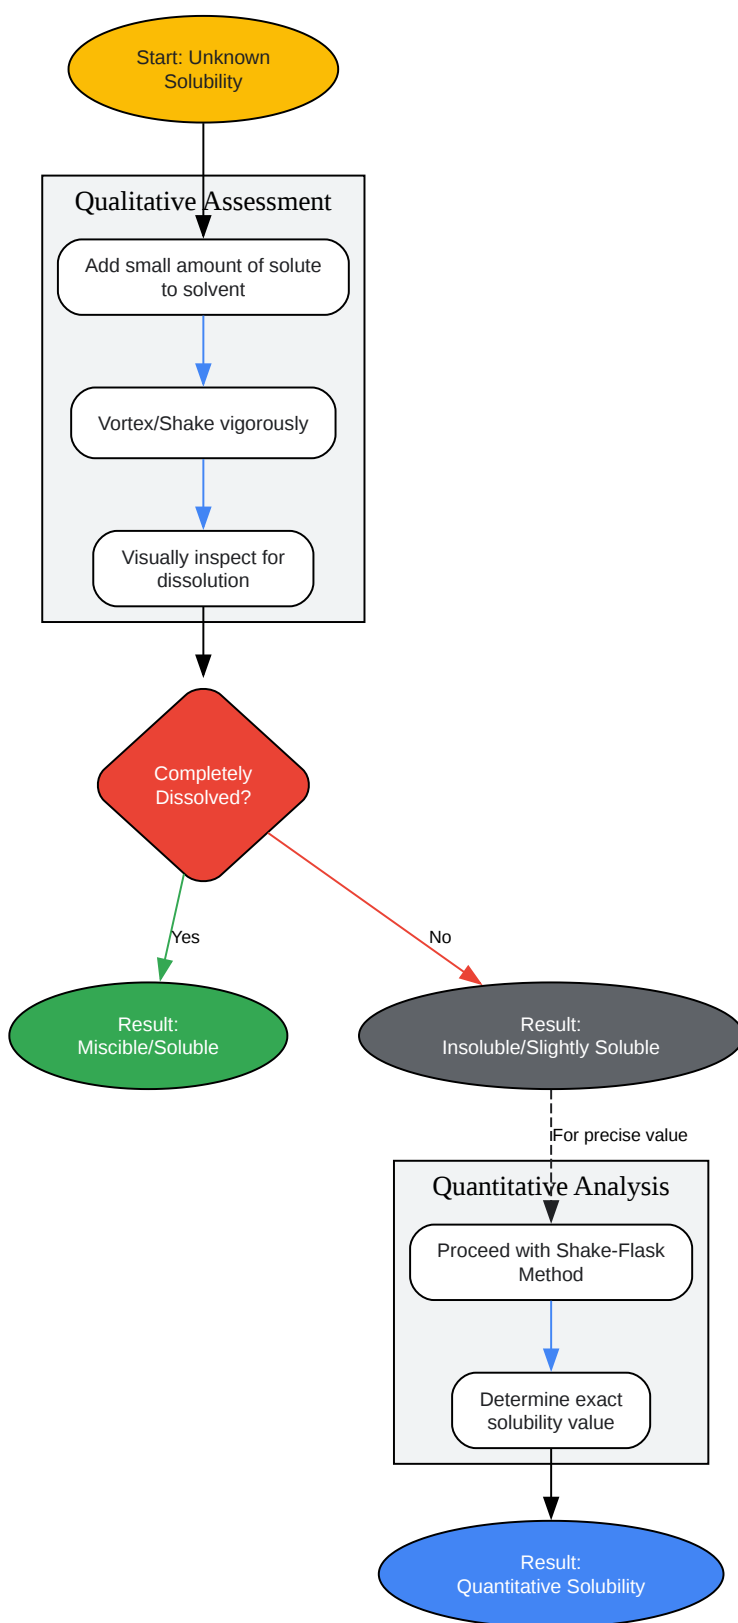 Start: Unknown
Solubility
Qualitative Assessment
Add small amount of solute
to solvent
Vortex/Shake vigorously
Visually inspect for
dissolution
Completely
Dissolved?
Yes
No
Result:
Miscible/Soluble
Result:
Insoluble/Slightly Soluble
For precise value
Quantitative Analysis
Proceed with Shake-Flask
Method
Determine exact
solubility value
Result:
Quantitative Solubility